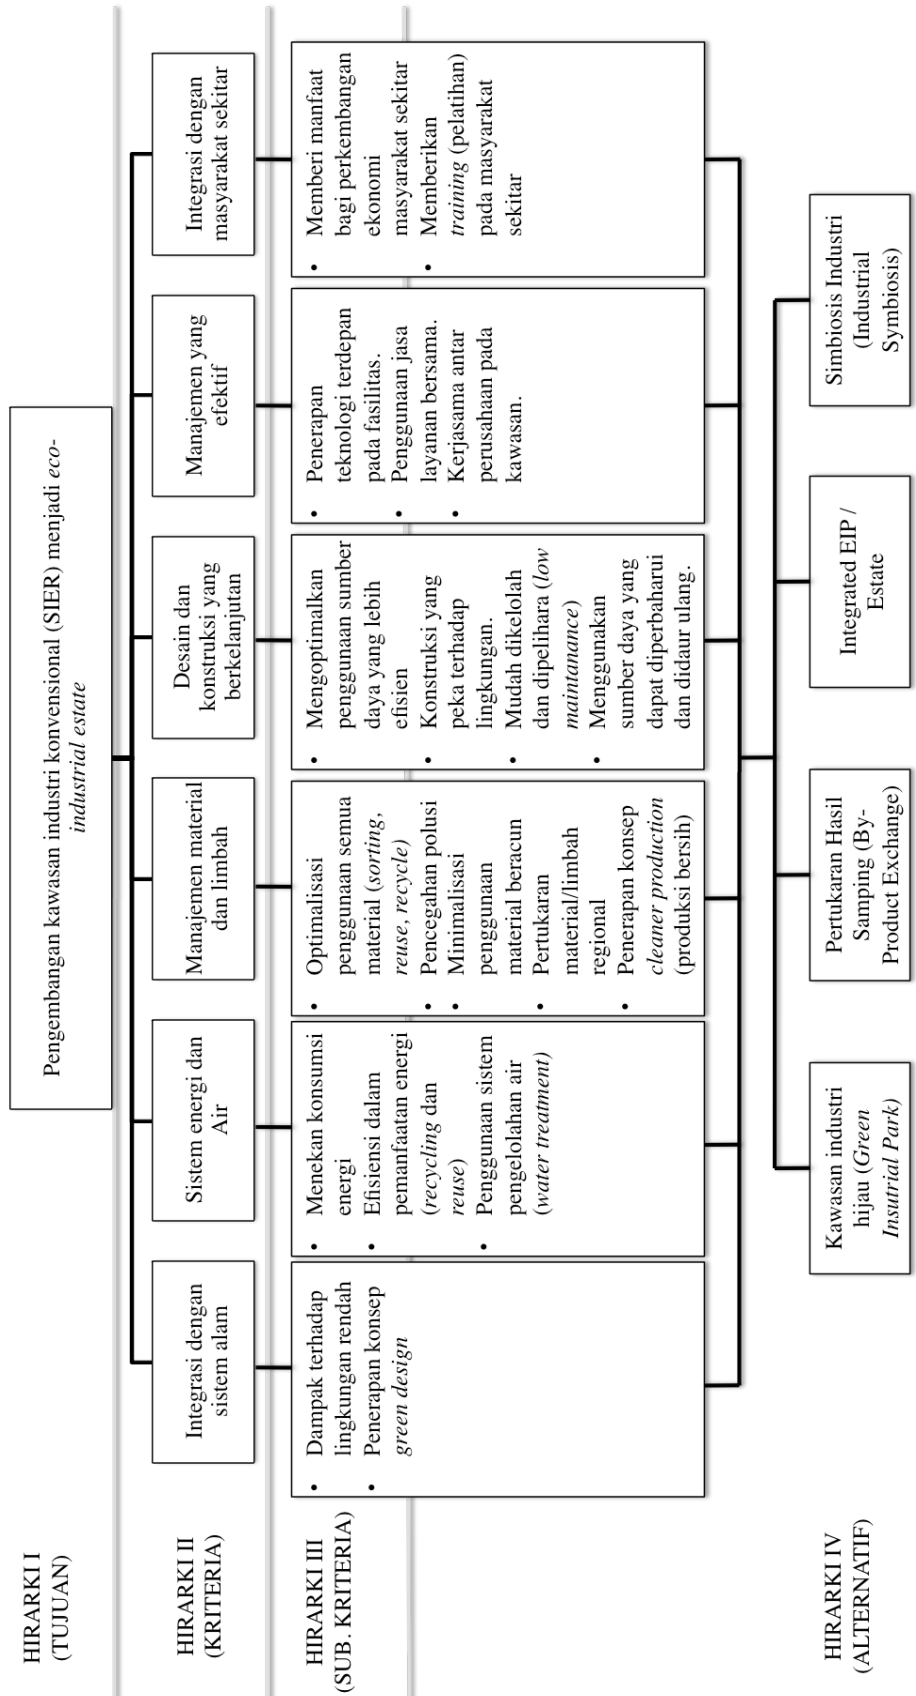 HIRARKI I
(TUJUAN)
Pengembangan kawasan industri konvensional (SIER) menjadi eco-
industrial estate
HIRARKI II
(KRITERIA)
Integrasi dengan
sistem alam
Sistem energi dan
Air
Manajemen material
dan limbah
Desain dan
konstruksi yang
berkelanjutan
Manajemen yang
efektif
Integrasi dengan
masyarakat sekitar
HIRARKI III
(SUB. KRITERIA)
• Dampak terhadap
lingkungan rendah
• Penerapan konsep
green design
• Menekan konsumsi
energi
• Efisiensi dalam
pemanfaatan energi
(recycling dan
reuse)
• Penggunaan sistem
pengelolahan air
(water treatment)
• Optimalisasi
penggunaan semua
material (sorting,
reuse, recycle)
• Pencegahan polusi
• Minimalisasi
penggunaan
material beracun
• Pertukaran
material/limbah
regional
• Penerapan konsep
cleaner production
(produksi bersih)
• Mengoptimalkan
penggunaan sumber
daya yang lebih
efisien
• Konstruksi yang
peka terhadap
lingkungan.
• Mudah dikelolah
dan dipelihara (low
maintanance)
• Menggunakan
sumber daya yang
dapat diperbaharui
dan didaur ulang.
• Penerapan
teknologi terdepan
pada fasilitas.
• Penggunaan jasa
layanan bersama.
• Kerjasama antar
perusahaan pada
kawasan.
• Memberi manfaat
bagi perkembangan
ekonomi
masyarakat sekitar
• Memberikan
training (pelatihan)
pada masyarakat
sekitar
HIRARKI IV
(ALTERNATIF)
Kawasan industri
hijau (Green
Insutrial Park)
Pertukaran Hasil
Samping (By-
Product Exchange)
Integrated EIP /
Estate
Simbiosis Industri
(Industrial
Symbiosis)